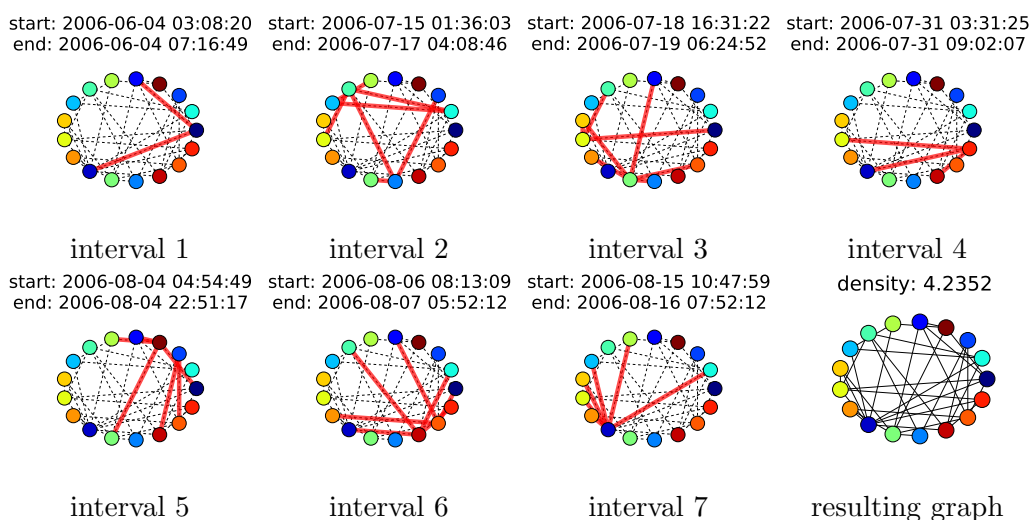 start: 2006-06-04 03:08:20
end: 2006-06-04 07:16:49
interval 1
start: 2006-07-15 01:36:03
end: 2006-07-17 04:08:46
interval 2
start: 2006-07-18 16:31:22
end: 2006-07-19 06:24:52
interval 3
start: 2006-07-31 03:31:25
end: 2006-07-31 09:02:07
interval 4
start: 2006-08-04 04:54:49
end: 2006-08-04 22:51:17
interval 5
start: 2006-08-06 08:13:09
end: 2006-08-07 05:52:12
interval 6
start: 2006-08-15 10:47:59
end: 2006-08-16 07:52:12
interval 7
density: 4.2352
resulting graph